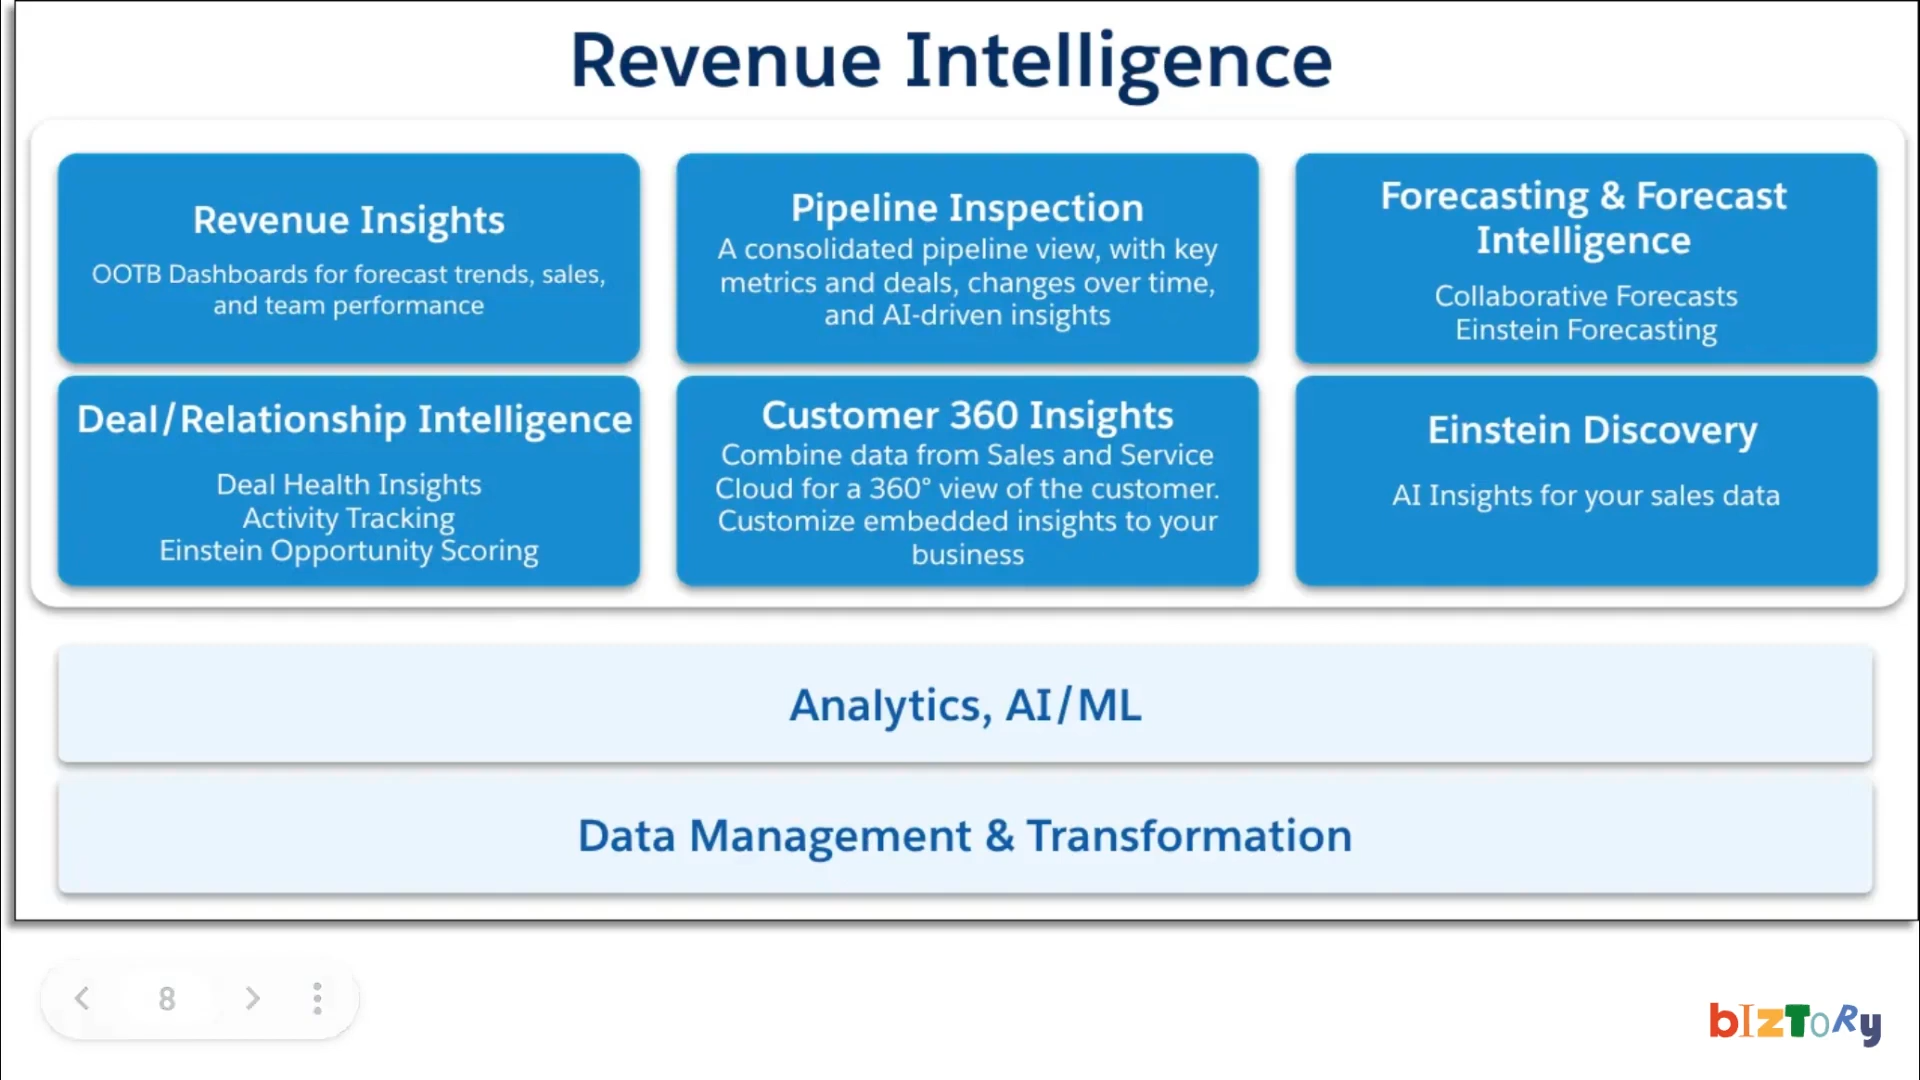 Revenue Intelligence
Revenue Insights
OOTB Dashboards for forecast trends, sales,
and team performance
Pipeline Inspection
A consolidated pipeline view, with key
metrics and deals, changes over time,
and AI-driven insights
Forecasting & Forecast
Intelligence
Collaborative Forecasts
Einstein Forecasting
Deal/Relationship Intelligence
Deal Health Insights
Activity Tracking
Einstein Opportunity Scoring
Customer 360 Insights
Combine data from Sales and Service
Cloud for a 360° view of the customer.
Customize embedded insights to your
business
Einstein Discovery
AI Insights for your sales data
Analytics, AI/ML
Data Management & Transformation
8
bIzToRy